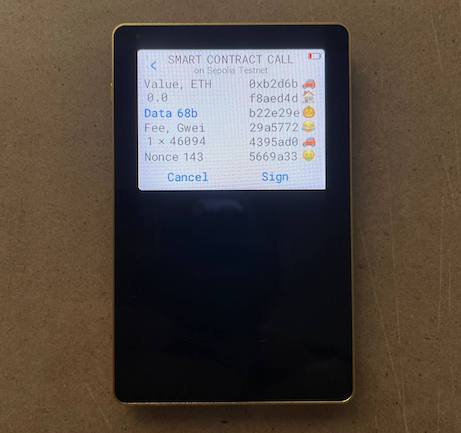 SMART CONTRACT CALL
on Sepolia Testnet
Value, ETH 0xb2d6b
0.0 f8aed4d
Data 68b b22e29e
Fee, Gwei 29a5772
1 × 46094 4395ad0
Nonce 143 5669a33
Cancel Sign